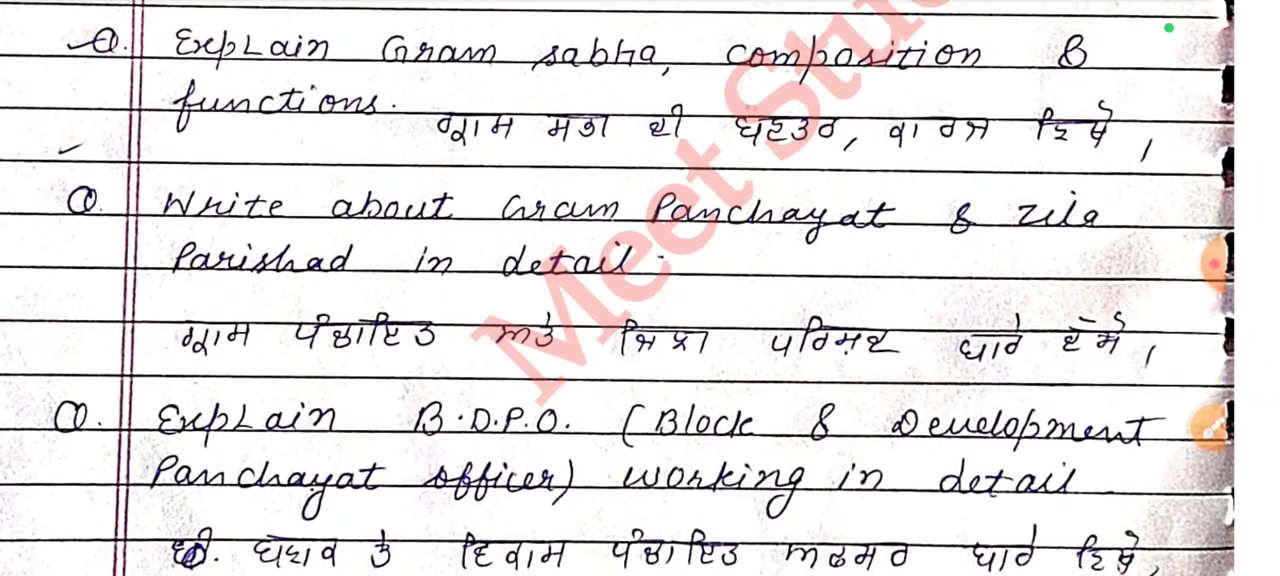 Q. Explain Gram sabha, composition &
functions.
ਗ੍ਰਾਮ ਸਭਾ ਦੀ ਬਣਤਰ, ਕਾਰਜ ਲਿਖੋ,
Q. Write about Gram Panchayat & Zila
Parishad in detail.
ਗ੍ਰਾਮ ਪੰਚਾਇਤ ਅਤੇ ਜਿਲਾ ਪਰਿਸ਼ਦ ਬਾਰੇ ਦੱਸੋ,
Q. Explain B.D.P.O. (Block & Development
Panchayat officer) working in detail
ਬਲਾਕ ਤੇ ਵਿਕਾਸ ਪੰਚਾਇਤ ਅਫਸਰ ਬਾਰੇ ਲਿਖੋ,
Meet